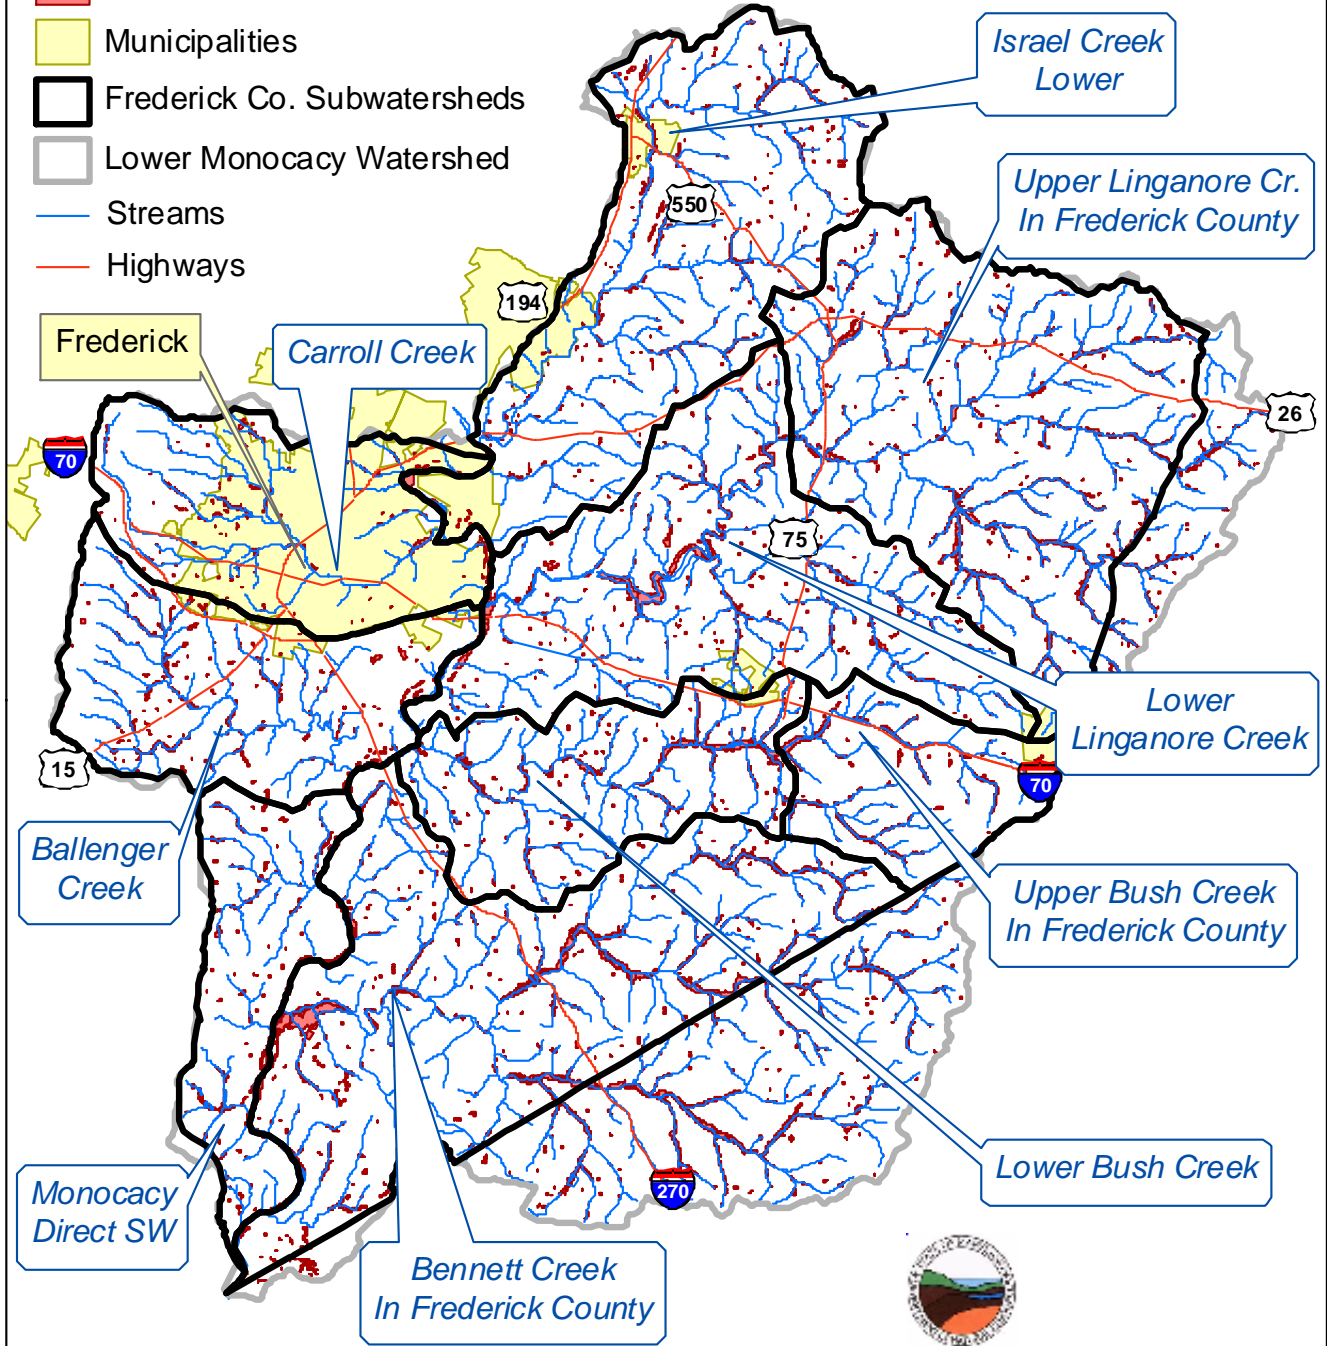 Municipalities
Frederick Co. Subwatersheds
Lower Monocacy Watershed
Streams
Highways
Israel Creek
Lower
Upper Linganore Cr.
In Frederick County
550
194
Frederick
Carroll Creek
26
70
75
Lower
Linganore Creek
15
70
Ballenger
Creek
Upper Bush Creek
In Frederick County
Lower Bush Creek
Monocacy
Direct SW
270
Bennett Creek
In Frederick County